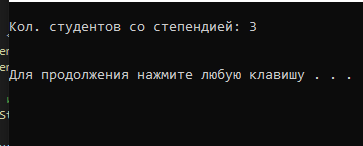 Кол. студентов со степендией: 3
Для продолжения нажмите любую клавишу . . .